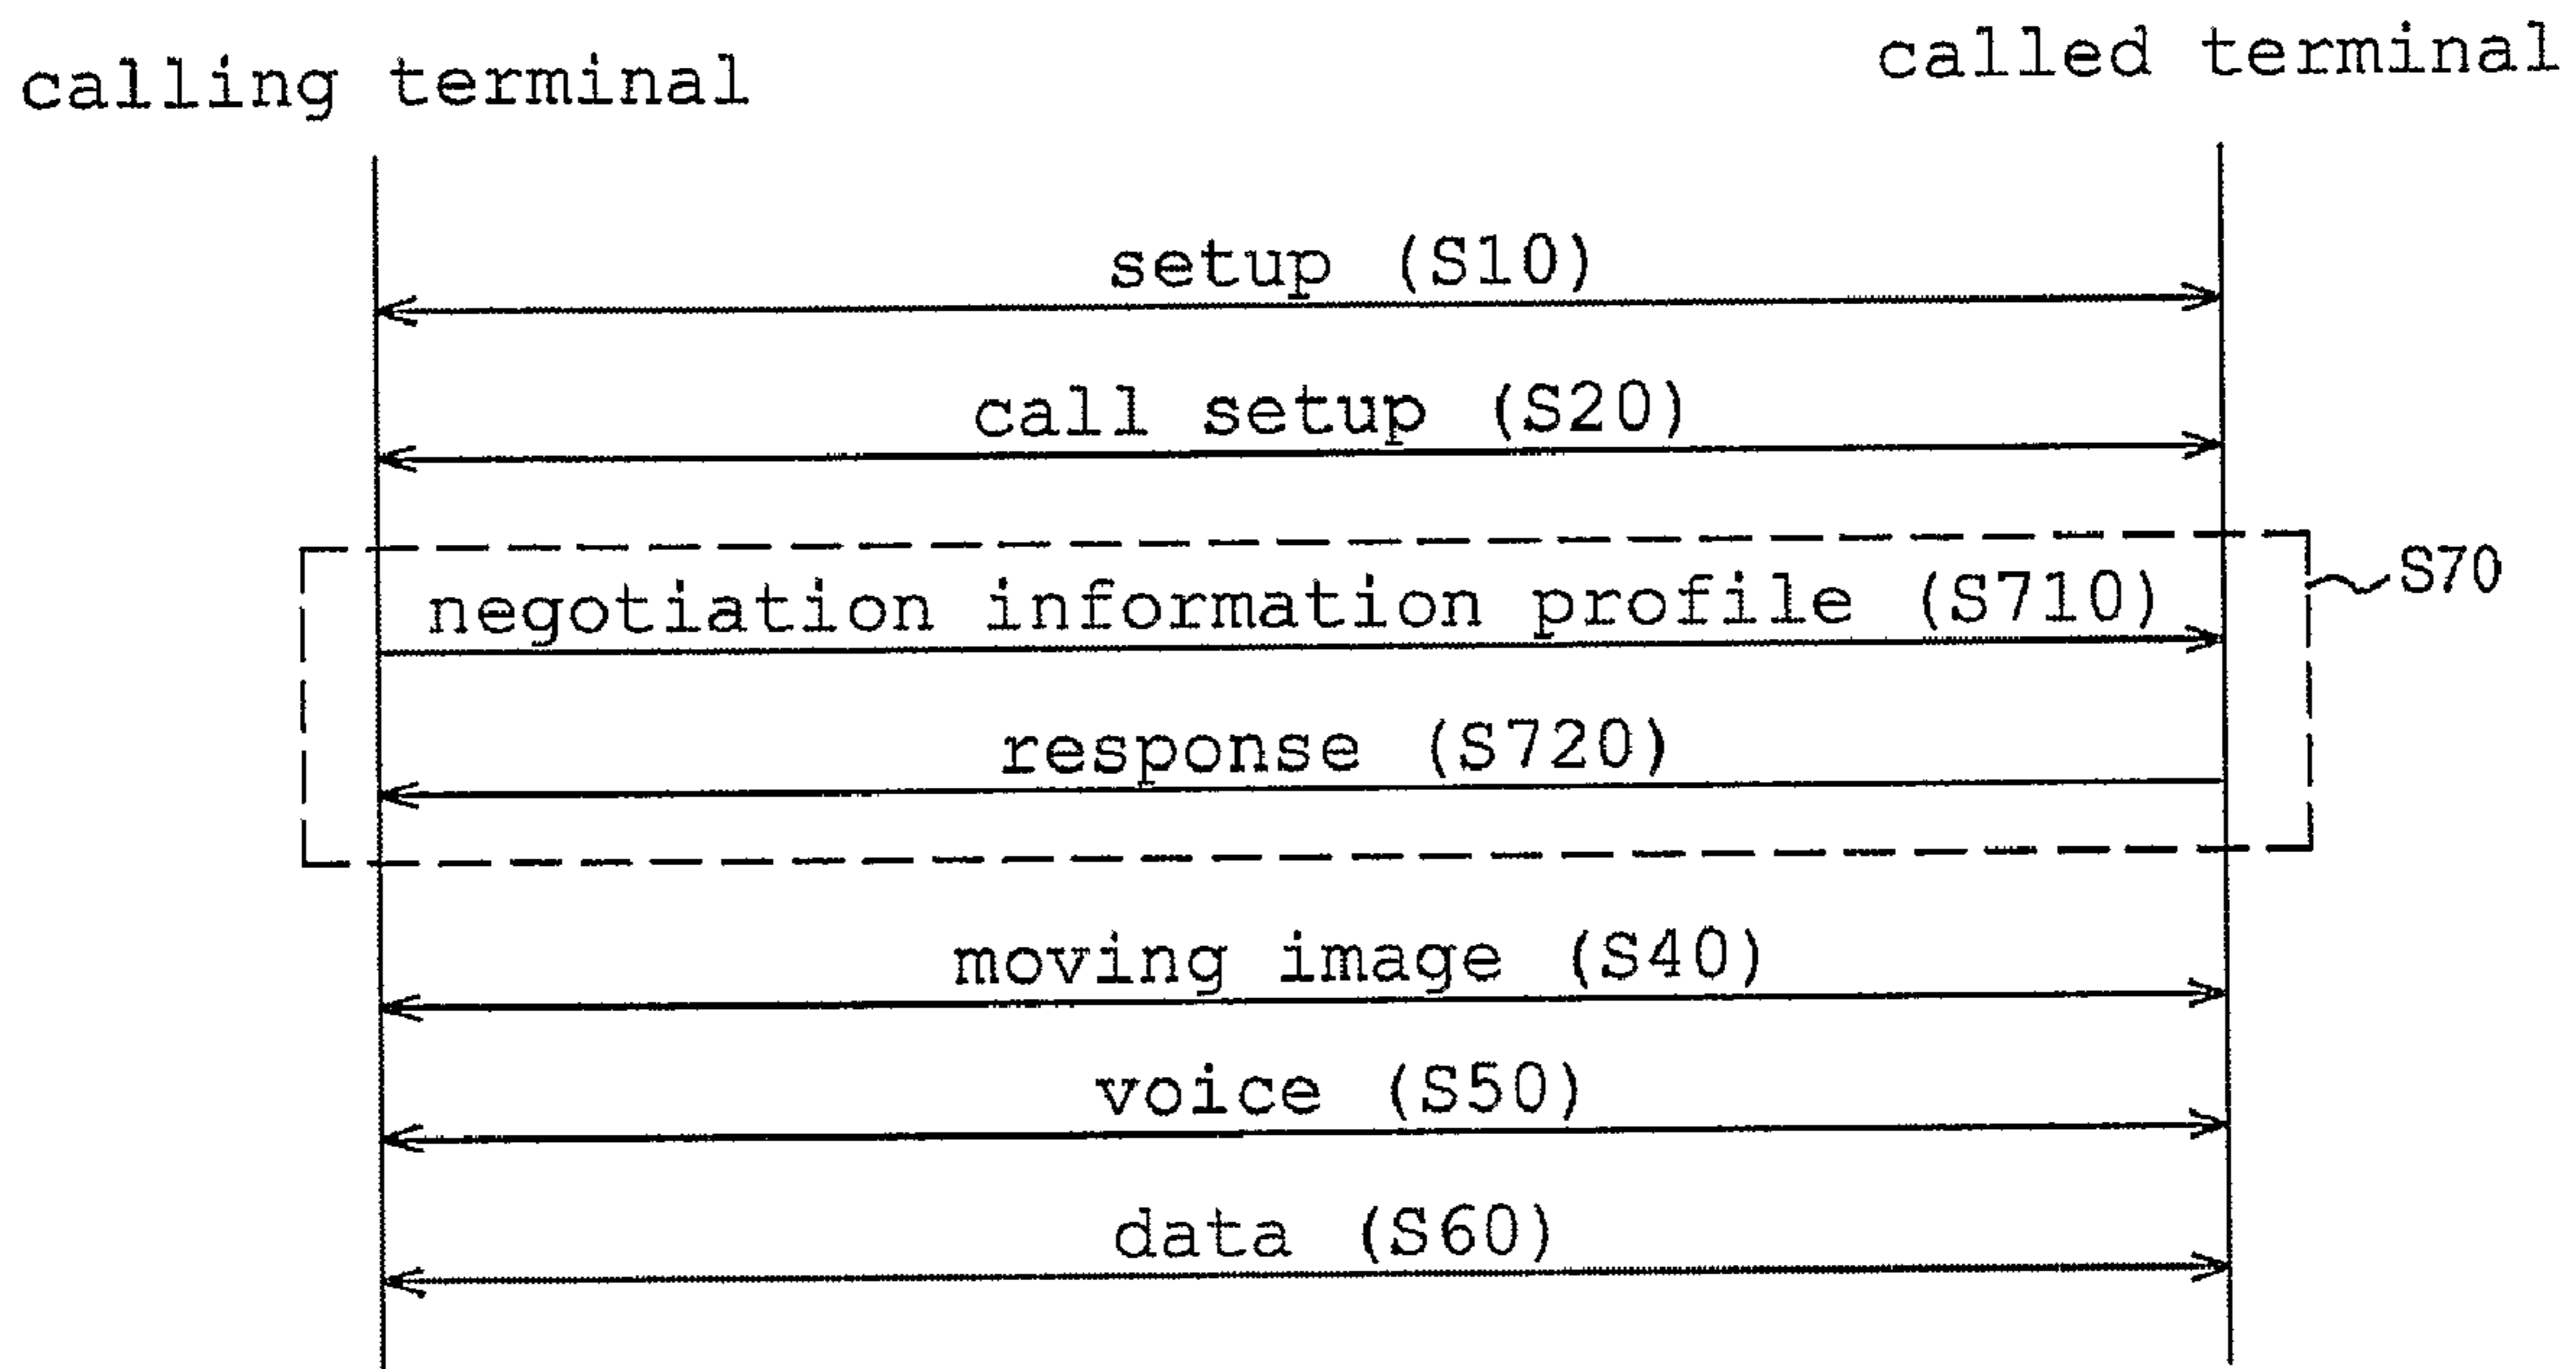 calling terminal
called terminal
setup (S10)
call setup (S20)
negotiation information profile (S710)
S70
response (S720)
moving image (S40)
voice (S50)
data (S60)